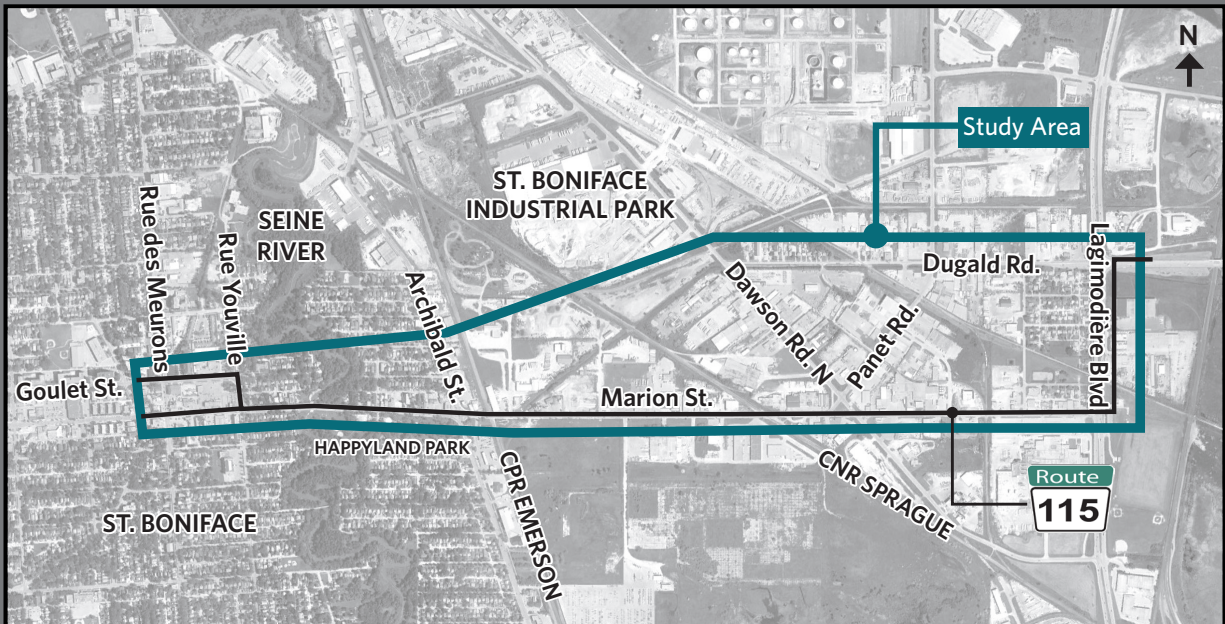 N
Study Area
ST. BONIFACE
INDUSTRIAL PARK
Rue des Meurons
SEINE
RIVER
Rue Youville
Lagimodière Blvd
Dugald Rd.
Archibald St.
Dawson Rd. N
Panet Rd.
Goulet St.
Marion St.
HAPPYLAND PARK
CPR EMERSON
CNR SPRAGUE
Route
115
ST. BONIFACE